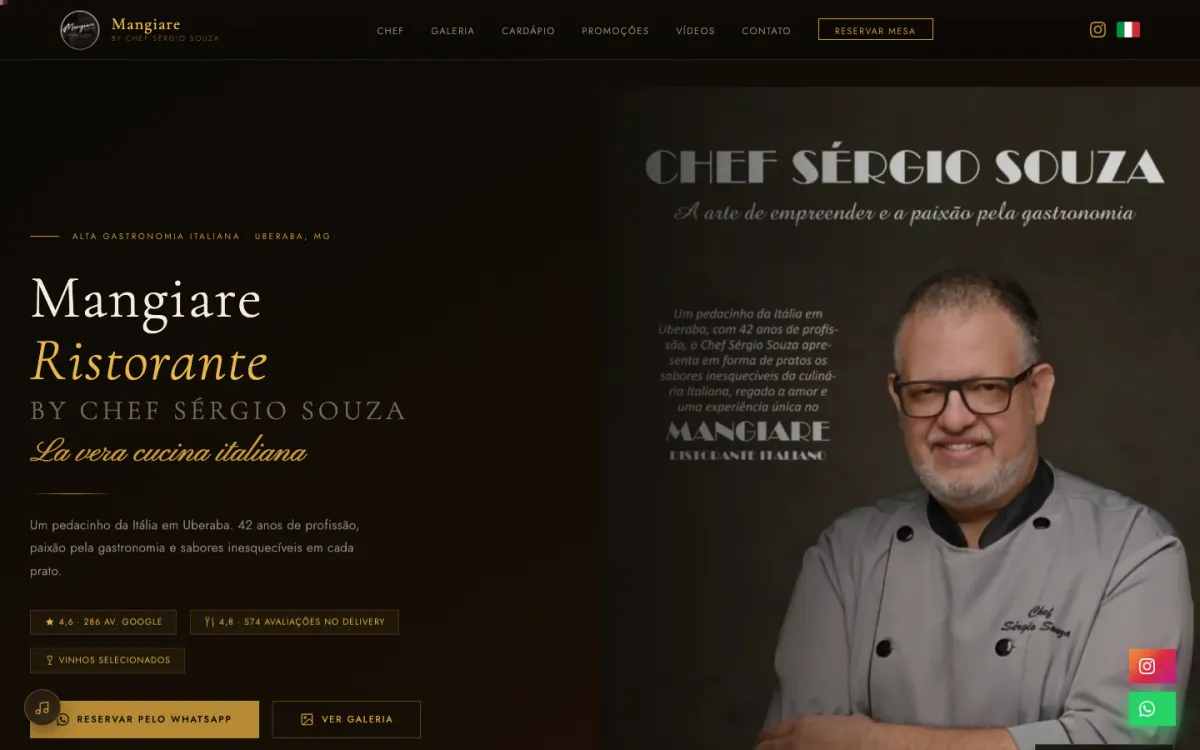 Mangiare
Mangiare
BY CHEF SÉRGIO SOUZA
CHEF
GALERIA
CARDÁPIO
PROMOÇÕES
VÍDEOS
CONTATO
RESERVAR MESA
ALTA GASTRONOMIA ITALIANA · UBERABA, MG
Mangiare
Ristorante
BY CHEF SÉRGIO SOUZA
La vera cucina italiana
Um pedacinho da Itália em Uberaba. 42 anos de profissão,
paixão pela gastronomia e sabores inesquecíveis em cada
prato.
4,6 · 286 AV. GOOGLE
4,8 · 574 AVALIAÇÕES NO DELIVERY
VINHOS SELECIONADOS
RESERVAR PELO WHATSAPP
VER GALERIA
CHEF SÉRGIO SOUZA
A arte de empreender e a paixão pela gastronomia
Um pedacinho da Itália em
Uberaba, com 42 anos de profis-
são, o Chef Sérgio Souza apre-
senta em forma de pratos os
sabores inesquecíveis da culiná-
ria Italiana, regado a amor e
uma experiência única no
MANGIARE
RISTORANTE ITALIANO
Chef
Sérgio Souza